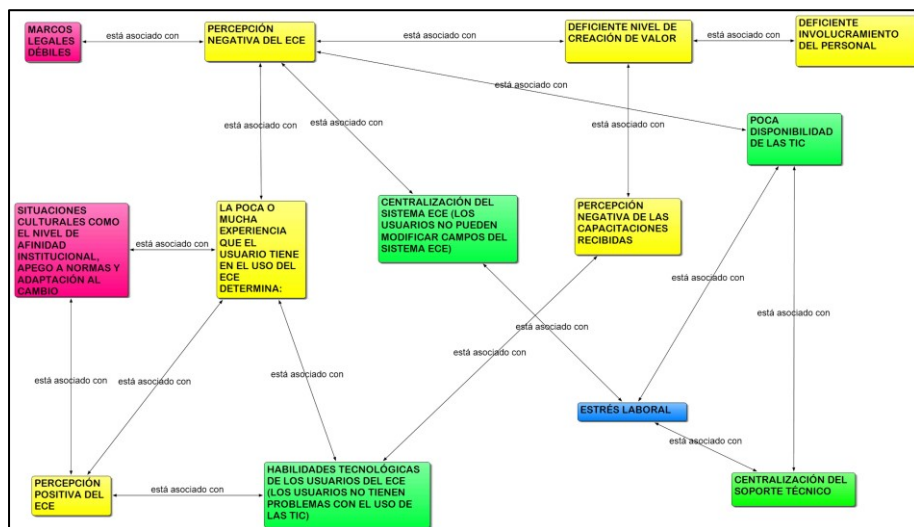 MARCOS
LEGALES
DÉBILES
está asociado con
PERCEPCIÓN
NEGATIVA DEL ECE
está asociado con
DEFICIENTE NIVEL DE
CREACIÓN DE VALOR
está asociado con
DEFICIENTE
INVOLUCRAMIENTO
DEL PERSONAL
está asociado con
está asociado con
está asociado con
está asociado con
POCA
DISPONIBILIDAD
DE LAS TIC
SITUACIONES
CULTURALES COMO
EL NIVEL DE
AFINIDAD
INSTITUCIONAL,
APEGO A NORMAS Y
ADAPTACIÓN AL
CAMBIO
está asociado con
LA POCA O
MUCHA
EXPERIENCIA
QUE EL
USUARIO TIENE
EN EL USO DEL
ECE
DETERMINA:
CENTRALIZACIÓN DEL
SISTEMA ECE (LOS
USUARIOS NO PUEDEN
MODIFICAR CAMPOS DEL
SISTEMA ECE)
PERCEPCIÓN
NEGATIVA DE LAS
CAPACITACIONES
RECIBIDAS
está asociado con
está asociado con
está asociado con
está asociado con
está asociado con
está asociado con
está asociado con
ESTRÉS LABORAL
está asociado con
PERCEPCIÓN
POSITIVA DEL
ECE
está asociado con
HABILIDADES TECNOLÓGICAS
DE LOS USUARIOS DEL ECE
(LOS USUARIOS NO TIENEN
PROBLEMAS CON EL USO DE
LAS TIC)
CENTRALIZACIÓN DEL
SOPORTE TÉCNICO